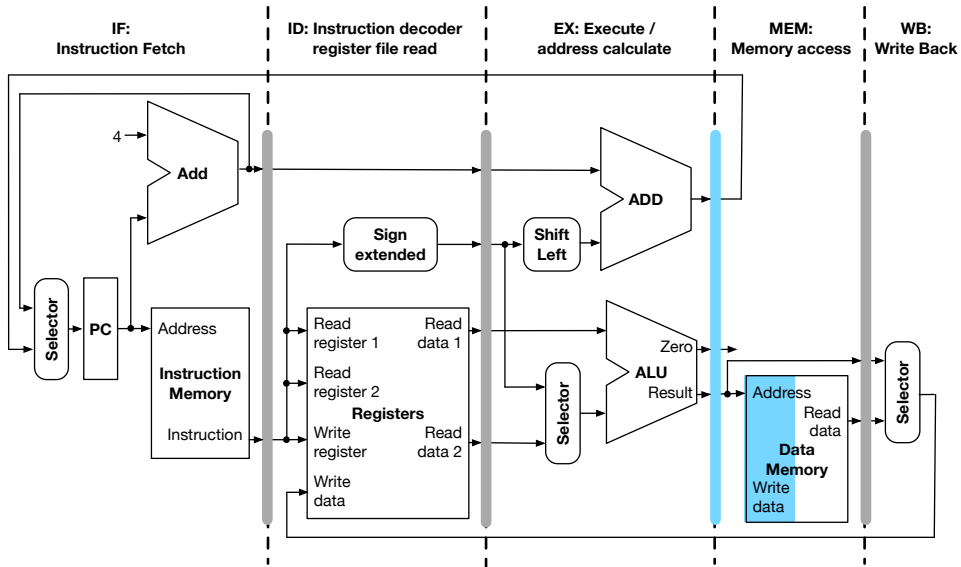 IF:
Instruction Fetch
ID: Instruction decoder
register file read
EX: Execute /
address calculate
MEM:
Memory access
WB:
Write Back
4
Add
ADD
Sign
extended
Shift
Left
Selector
PC
Address
Instruction
Memory
Instruction
Read
register 1
Read
data 1
Read
register 2
Registers
Write
register
Read
data 2
Write
data
Selector
Zero
ALU
Result
Address
Read
data
Data
Memory
Write
data
Selector